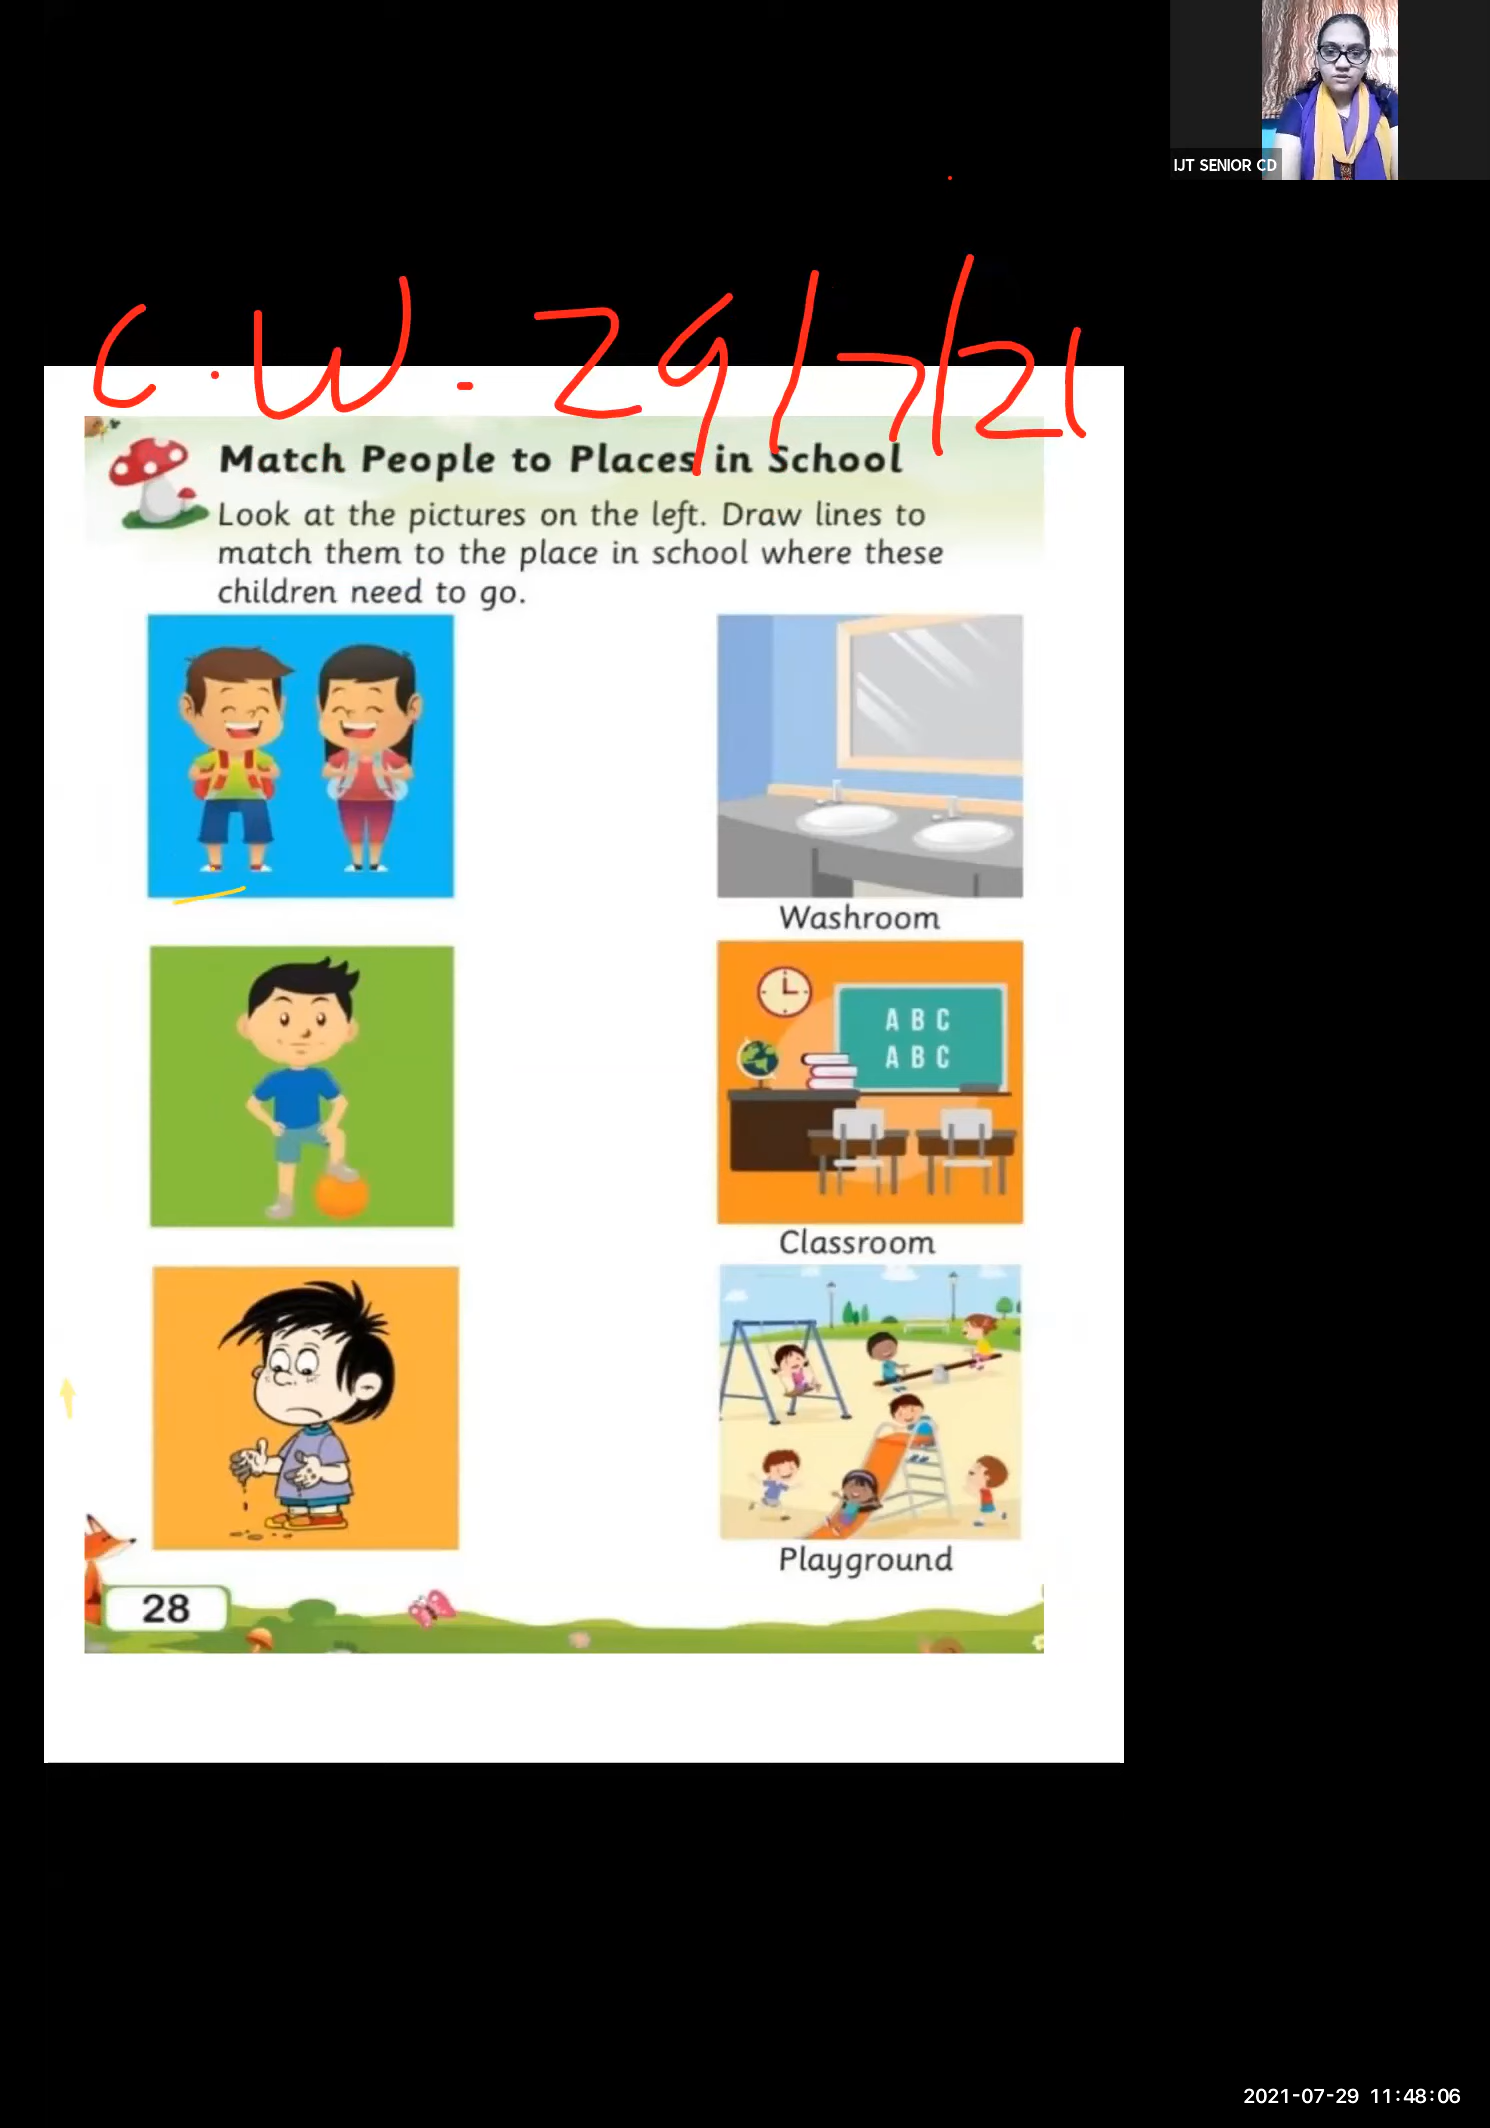 IJT SENIOR CD
C.W. 29/7/21
Match People to Places in School
Look at the pictures on the left. Draw lines to
match them to the place in school where these
children need to go.
Washroom
A B C
A B C
Classroom
Playground
28
2021-07-29 11:48:06